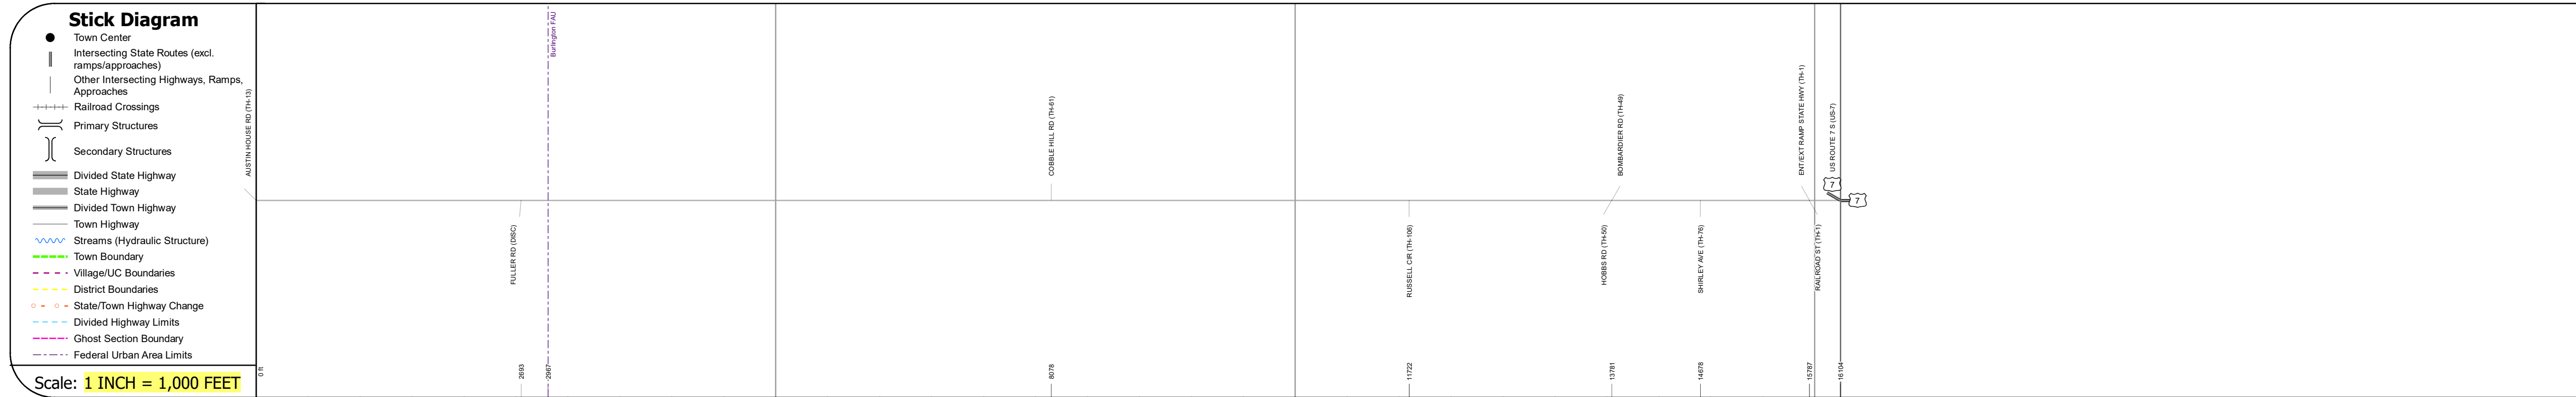 Stick Diagram
Town Center
Intersecting State Routes (excl.
ramps/approaches)
Other Intersecting Highways, Ramps,
Approaches
Railroad Crossings
Primary Structures
Secondary Structures
Divided State Highway
State Highway
Divided Town Highway
Town Highway
Streams (Hydraulic Structure)
Town Boundary
Village/UC Boundaries
District Boundaries
State/Town Highway Change
Divided Highway Limits
Ghost Section Boundary
Federal Urban Area Limits
Scale: 1 INCH = 1,000 FEET
AUSTIN HOUSE RD (TH-13)
Burlington FAU
COBBLE HILL RD (TH-61)
BOMBARDIER RD (TH-49)
ENT/EXT RAMP STATE HWY (TH-1)
US ROUTE 7 S (US-7)
7
7
FULLER RD (DISC)
RUSSELL CIR (TH-106)
HOBBS RD (TH-50)
SHIRLEY AVE (TH-76)
RAILROAD ST (TH-1)
0 ft
2693
2967
8078
11722
13781
14678
15787
16104